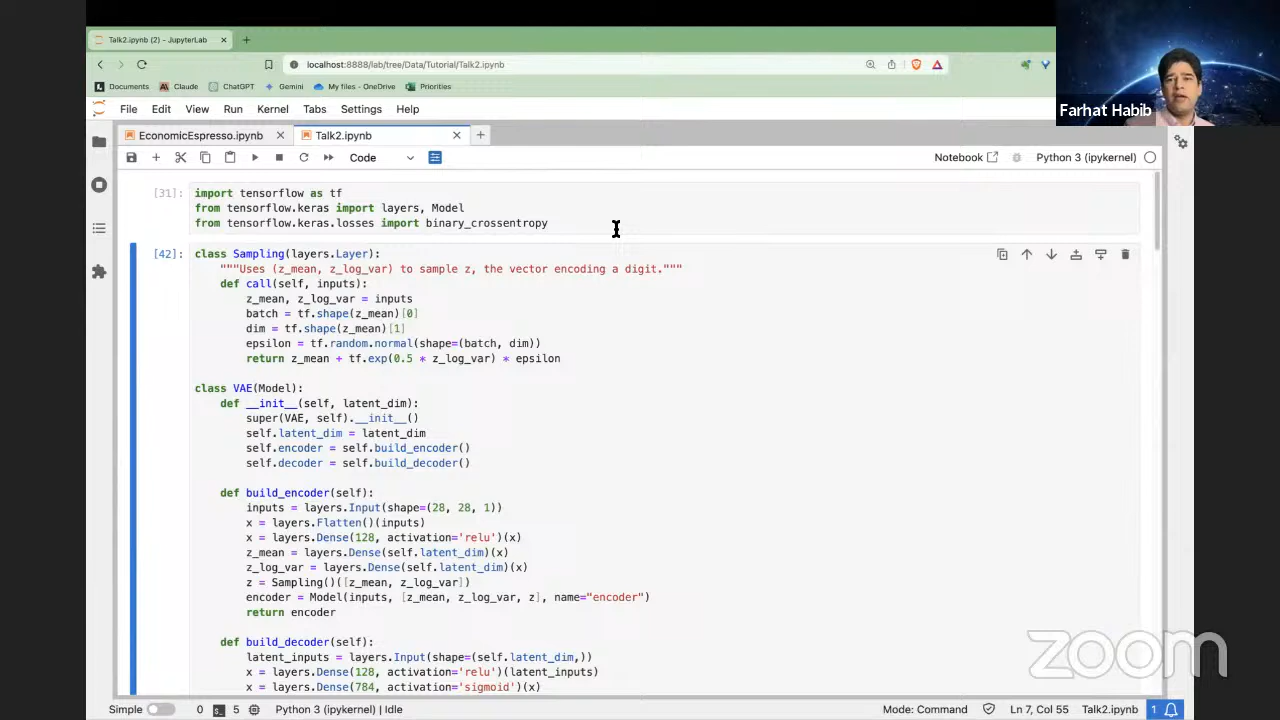 Talk2.ipynb (2) - JupyterLab
localhost:8888/lab/tree/Data/Tutorial/Talk2.ipynb
Documents Claude ChatGPT Gemini My files - OneDrive Priorities
Farhat Habib
File Edit View Run Kernel Tabs Settings Help
EconomicEspresso.ipynb Talk2.ipynb
Code Notebook Python 3 (ipykernel)
[31]: import tensorflow as tf
from tensorflow.keras import layers, Model
from tensorflow.keras.losses import binary_crossentropy
[42]: class Sampling(layers.Layer):
"""Uses (z_mean, z_log_var) to sample z, the vector encoding a digit."""
def call(self, inputs):
z_mean, z_log_var = inputs
batch = tf.shape(z_mean)[0]
dim = tf.shape(z_mean)[1]
epsilon = tf.random.normal(shape=(batch, dim))
return z_mean + tf.exp(0.5 * z_log_var) * epsilon
class VAE(Model):
def __init__(self, latent_dim):
super(VAE, self).__init__()
self.latent_dim = latent_dim
self.encoder = self.build_encoder()
self.decoder = self.build_decoder()
def build_encoder(self):
inputs = layers.Input(shape=(28, 28, 1))
x = layers.Flatten()(inputs)
x = layers.Dense(128, activation='relu')(x)
z_mean = layers.Dense(self.latent_dim)(x)
z_log_var = layers.Dense(self.latent_dim)(x)
z = Sampling()([z_mean, z_log_var])
encoder = Model(inputs, [z_mean, z_log_var, z], name="encoder")
return encoder
def build_decoder(self):
latent_inputs = layers.Input(shape=(self.latent_dim,))
x = layers.Dense(128, activation='relu')(latent_inputs)
x = layers.Dense(784, activation='sigmoid')(x)
zoom
Simple 0 5 Python 3 (ipykernel) | Idle Mode: Command Ln 7, Col 55 Talk2.ipynb 1